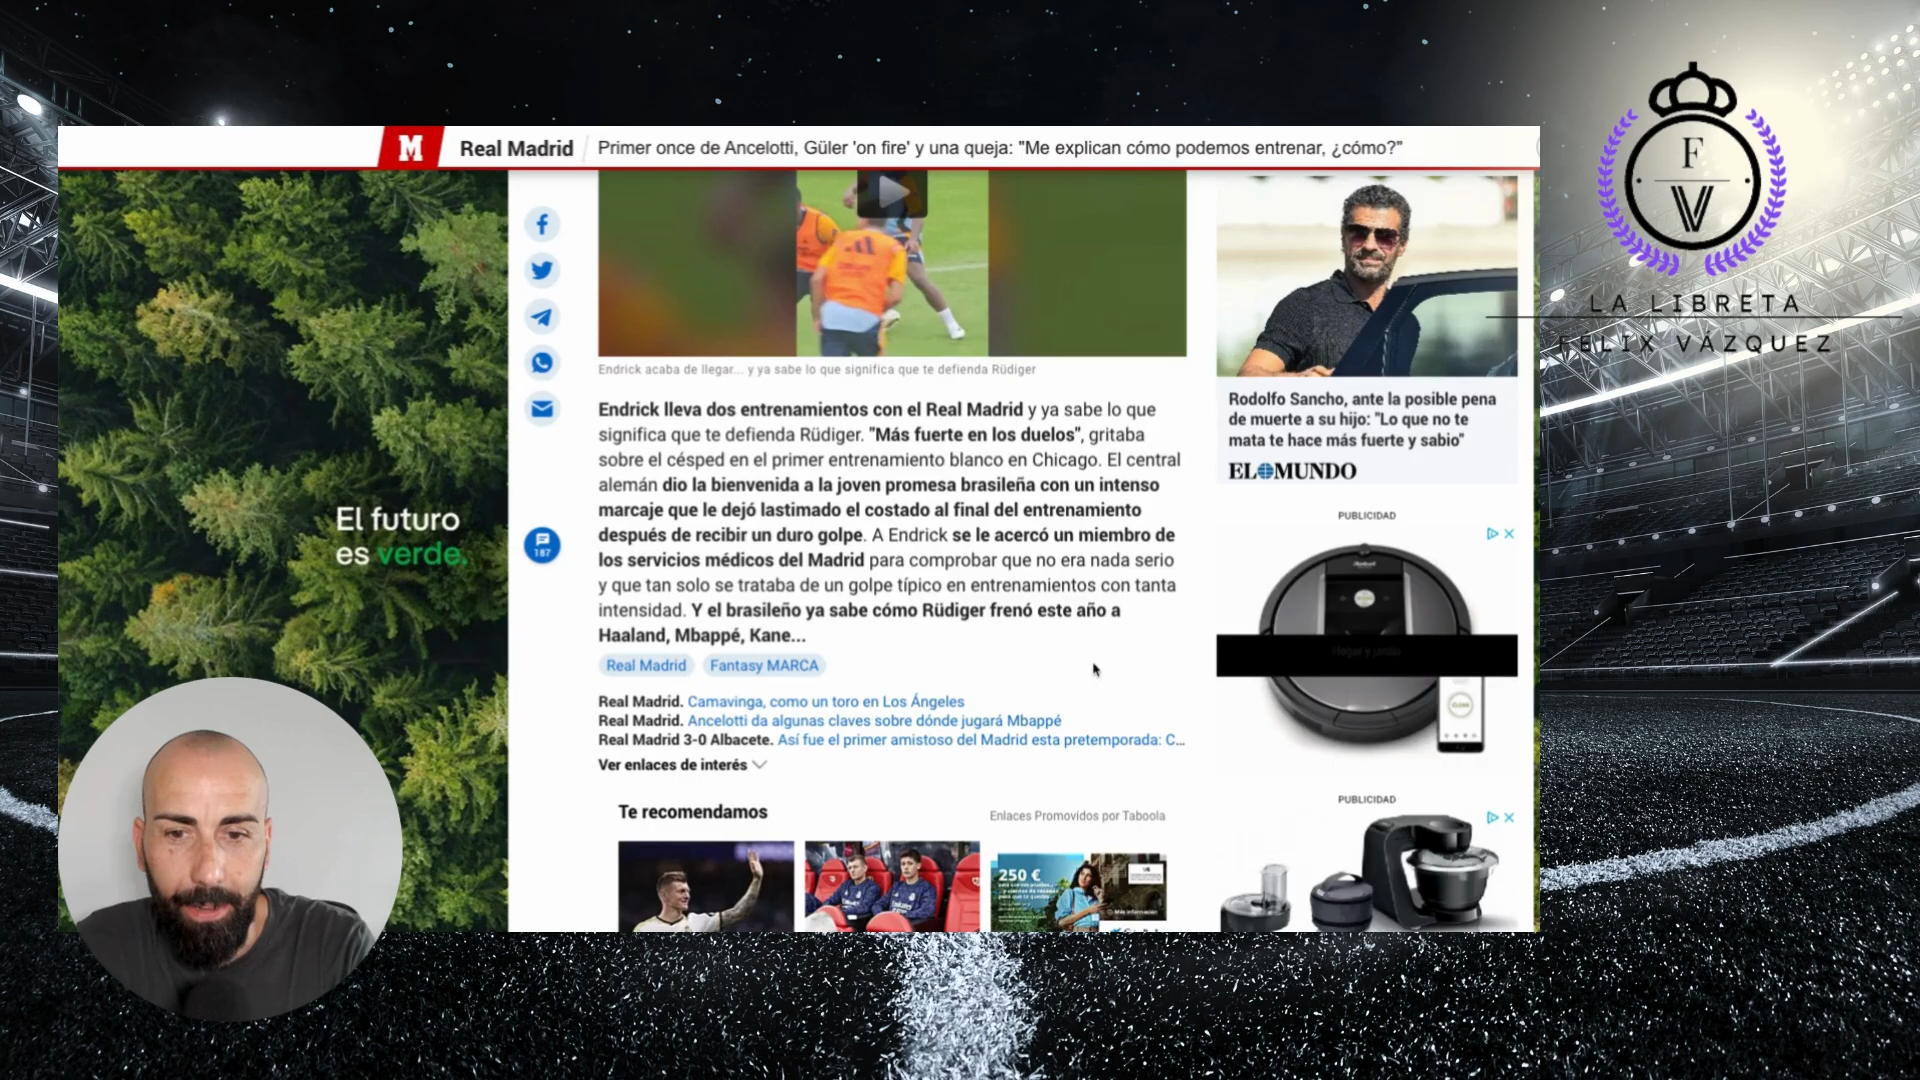 M
Real Madrid
Primer once de Ancelotti, Güler 'on fire' y una queja: "Me explican cómo podemos entrenar, ¿cómo?"
F
V
LA LIBRETA
FÉLIX VÁZQUEZ
El futuro
es verde.
187
Endrick acaba de llegar... y ya sabe lo que significa que te defienda Rüdiger
Endrick lleva dos entrenamientos con el Real Madrid y ya sabe lo que
significa que te defienda Rüdiger. "Más fuerte en los duelos", gritaba
sobre el césped en el primer entrenamiento blanco en Chicago. El central
alemán dio la bienvenida a la joven promesa brasileña con un intenso
marcaje que le dejó lastimado el costado al final del entrenamiento
después de recibir un duro golpe. A Endrick se le acercó un miembro de
los servicios médicos del Madrid para comprobar que no era nada serio
y que tan solo se trataba de un golpe típico en entrenamientos con tanta
intensidad. Y el brasileño ya sabe cómo Rüdiger frenó este año a
Haaland, Mbappé, Kane...
Real Madrid
Fantasy MARCA
Real Madrid. Camavinga, como un toro en Los Ángeles
Real Madrid. Ancelotti da algunas claves sobre dónde jugará Mbappé
Real Madrid 3-0 Albacete. Así fue el primer amistoso del Madrid esta pretemporada: C...
Ver enlaces de interés
Te recomendamos
Enlaces Promovidos por Taboola
250 €
Rodolfo Sancho, ante la posible pena
de muerte a su hijo: "Lo que no te
mata te hace más fuerte y sabio"
EL MUNDO
PUBLICIDAD
Hogar y jardín
CLEAN
PUBLICIDAD